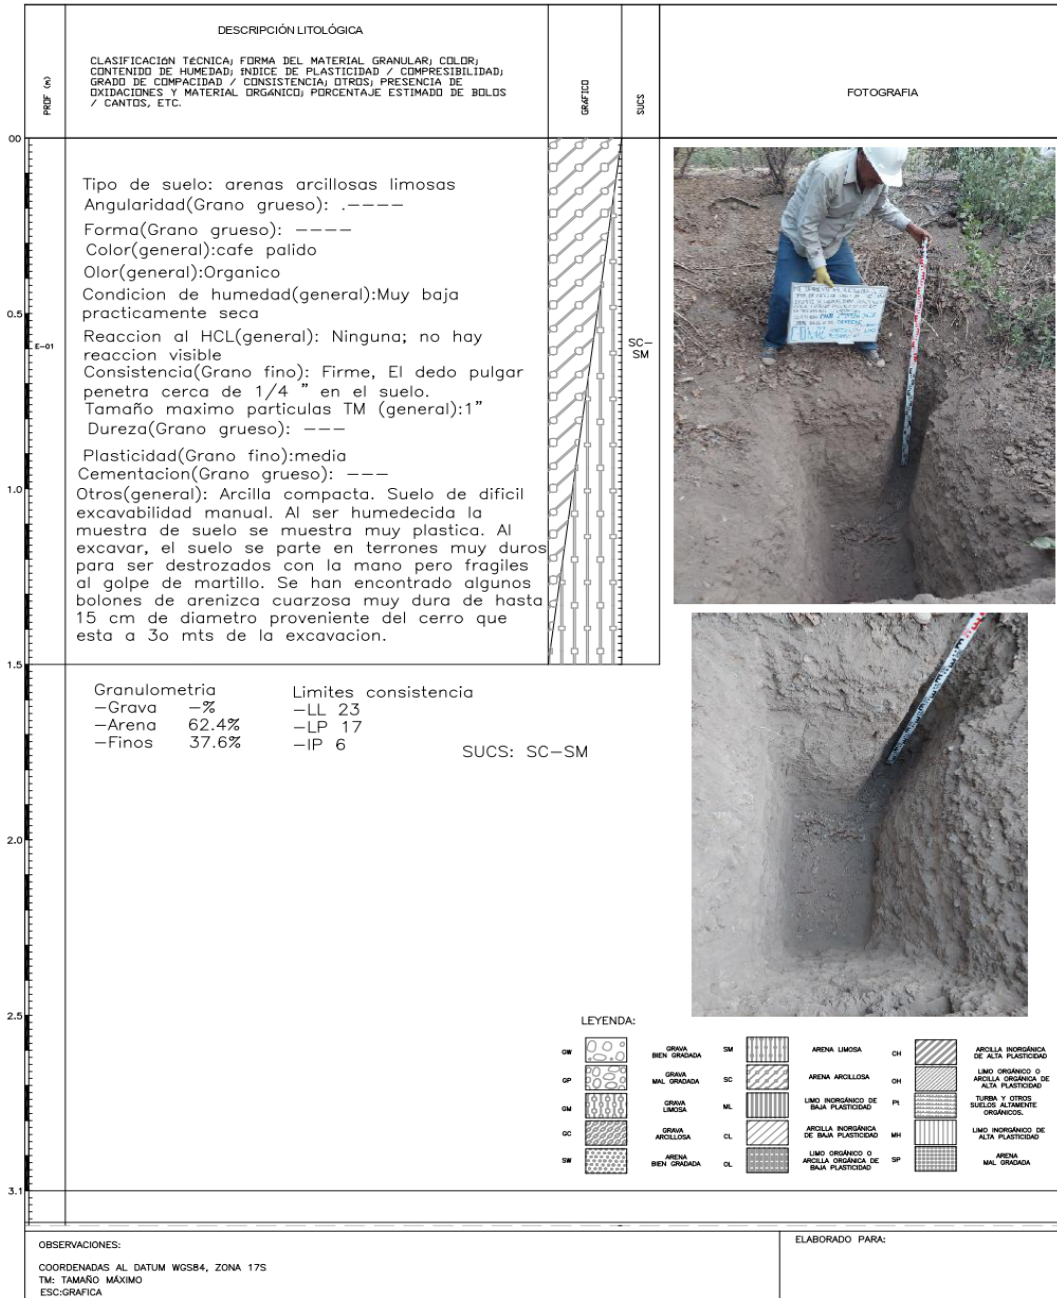 DESCRIPCIÓN LITOLÓGICA
CLASIFICACIÓN TÉCNICA; FORMA DEL MATERIAL GRANULAR; COLOR;
CONTENIDO DE HUMEDAD; ÍNDICE DE PLASTICIDAD / COMPRESIBILIDAD;
GRADO DE COMPACIDAD / CONSISTENCIA; OTROS; PRESENCIA DE
OXIDACIONES Y MATERIAL ORGÁNICO; PORCENTAJE ESTIMADO DE BOLOS
/ CANTOS, ETC.
PROF (m)
GRAFICO
SUCS
FOTOGRAFIA
00
Tipo de suelo: arenas arcillosas limosas
Angularidad(Grano grueso): .----
Forma(Grano grueso): ----
Color(general):cafe palido
Olor(general):Organico
Condicion de humedad(general):Muy baja
practicamente seca
0.5
Reaccion al HCL(general): Ninguna; no hay
reaccion visible
E-01
SC-
SM
Consistencia(Grano fino): Firme, El dedo pulgar
penetra cerca de 1/4 " en el suelo.
Tamaño maximo particulas TM (general):1"
Dureza(Grano grueso): ---
Plasticidad(Grano fino):media
Cementacion(Grano grueso): ---
1.0
Otros(general): Arcilla compacta. Suelo de dificil
excavabilidad manual. Al ser humedecida la
muestra de suelo se muestra muy plastica. Al
excavar, el suelo se parte en terrones muy duros
para ser destrozados con la mano pero fragiles
al golpe de martillo. Se han encontrado algunos
bolones de arenizca cuarzosa muy dura de hasta
15 cm de diametro proveniente del cerro que
esta a 3o mts de la excavacion.
1.5
Granulometria
-Grava -%
-Arena 62.4%
-Finos 37.6%
Limites consistencia
-LL 23
-LP 17
-IP 6
SUCS: SC-SM
2.0
2.5
LEYENDA:
GW GRAVA BIEN GRADADA
GP GRAVA MAL GRADADA
GM GRAVA LIMOSA
GC GRAVA ARCILLOSA
SW ARENA BIEN GRADADA
SM ARENA LIMOSA
SC ARENA ARCILLOSA
ML LIMO INORGÁNICO DE BAJA PLASTICIDAD
CL ARCILLA INORGÁNICA DE BAJA PLASTICIDAD
OL LIMO ORGÁNICO O ARCILLA ORGÁNICA DE BAJA PLASTICIDAD
CH ARCILLA INORGÁNICA DE ALTA PLASTICIDAD
OH LIMO ORGÁNICO O ARCILLA ORGÁNICA DE ALTA PLASTICIDAD
Pt TURBA Y OTROS SUELOS ALTAMENTE ORGÁNICOS.
MH LIMO INORGÁNICO DE ALTA PLASTICIDAD
SP ARENA MAL GRADADA
3.1
OBSERVACIONES:
COORDENADAS AL DATUM WGS84, ZONA 17S
TM: TAMAÑO MÁXIMO
ESC:GRAFICA
ELABORADO PARA: